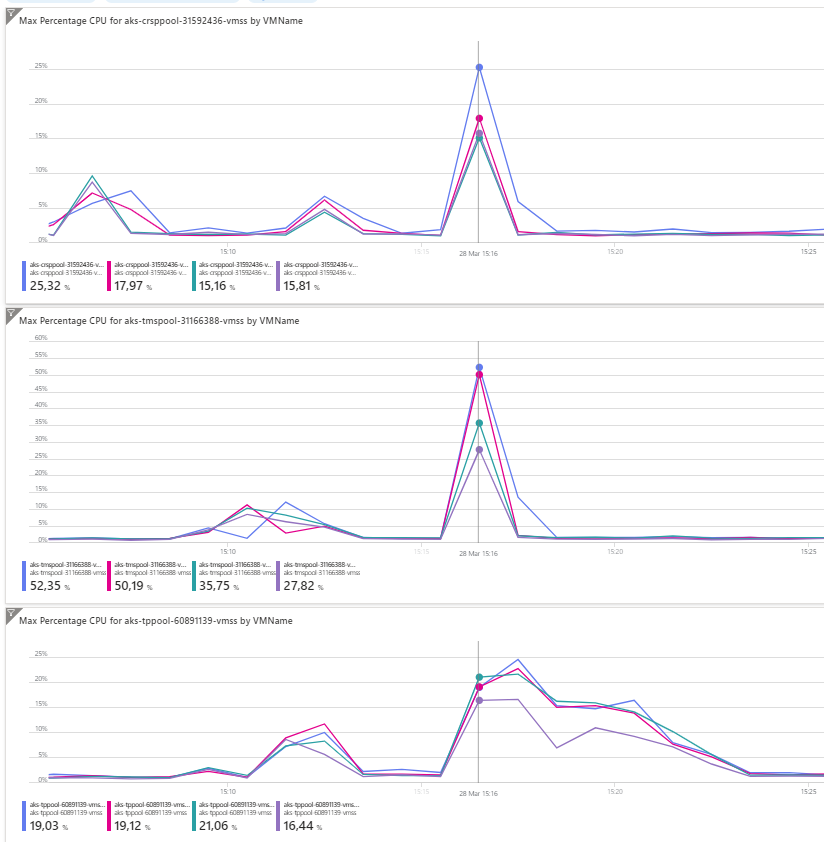 Max Percentage CPU for aks-crsppool-31592436-vmss by VMName
25%
20%
15%
10%
5%
0%
15:10
15:15
28 Mar 15:16
15:20
15:25
aks-crsppool-31592436-v...
aks-crsppool-31592436-v...
25,32 %
aks-crsppool-31592436-v...
aks-crsppool-31592436-v...
17,97 %
aks-crsppool-31592436-v...
aks-crsppool-31592436-v...
15,16 %
aks-crsppool-31592436-v...
aks-crsppool-31592436-v...
15,81 %
Max Percentage CPU for aks-tmspool-31166388-vmss by VMName
60%
55%
50%
45%
40%
35%
30%
25%
20%
15%
10%
5%
0%
15:10
15:15
28 Mar 15:16
15:20
15:25
aks-tmspool-31166388-v...
aks-tmspool-31166388-vmss
52,35 %
aks-tmspool-31166388-v...
aks-tmspool-31166388-vmss
50,19 %
aks-tmspool-31166388-v...
aks-tmspool-31166388-vmss
35,75 %
aks-tmspool-31166388-v...
aks-tmspool-31166388-vmss
27,82 %
Max Percentage CPU for aks-tppool-60891139-vmss by VMName
25%
20%
15%
10%
5%
0%
15:10
15:15
28 Mar 15:16
15:20
15:25
aks-tppool-60891139-vms...
aks-tppool-60891139-vmss
19,03 %
aks-tppool-60891139-vms...
aks-tppool-60891139-vmss
19,12 %
aks-tppool-60891139-vms...
aks-tppool-60891139-vmss
21,06 %
aks-tppool-60891139-vms...
aks-tppool-60891139-vmss
16,44 %